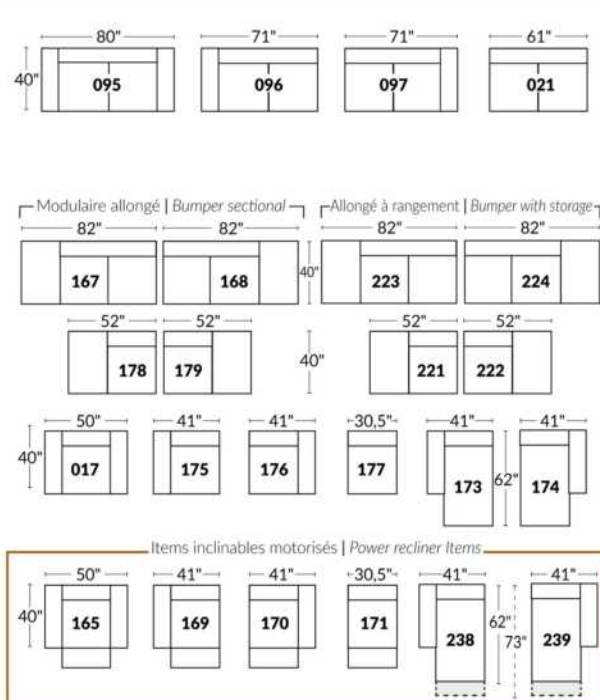 80" 71" 71" 61"
40" 095 096 097 021
Modulaire allongé | Bumper sectional Allongé à rangement | Bumper with storage
82" 82" 82" 82"
167 168 40" 223 224
52" 52" 52" 52"
178 179 40" 221 222
50" 41" 41" 30,5" 41" 41"
40" 017 175 176 177 173 62" 174
Items inclinables motorisés | Power recliner Items
50" 41" 41" 30,5" 41" 41"
40" 165 169 170 171 238 62" 73" 239